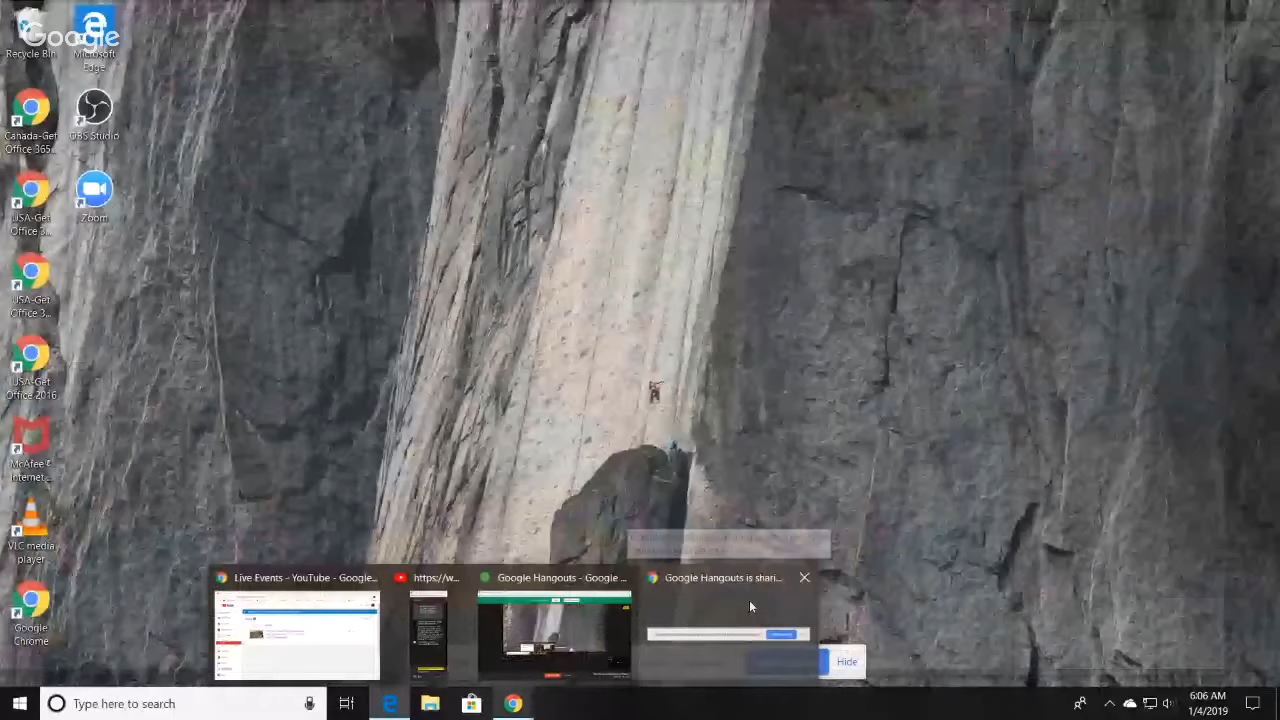 Google
Recycle Bin
Microsoft
Edge
Canada-Get
Office 365
OBS Studio
USA-Get
Office 3...
Zoom
USA-Get
Office 3...
USA-Get
Office 2016
McAfee
Internet...
VLC media
player
Google
Chrome
Live Events - YouTube - Google...
https://w...
Google Hangouts - Google ...
Google Hangouts is shari...
Hide
Type here to search
6:06 AM
1/4/2019